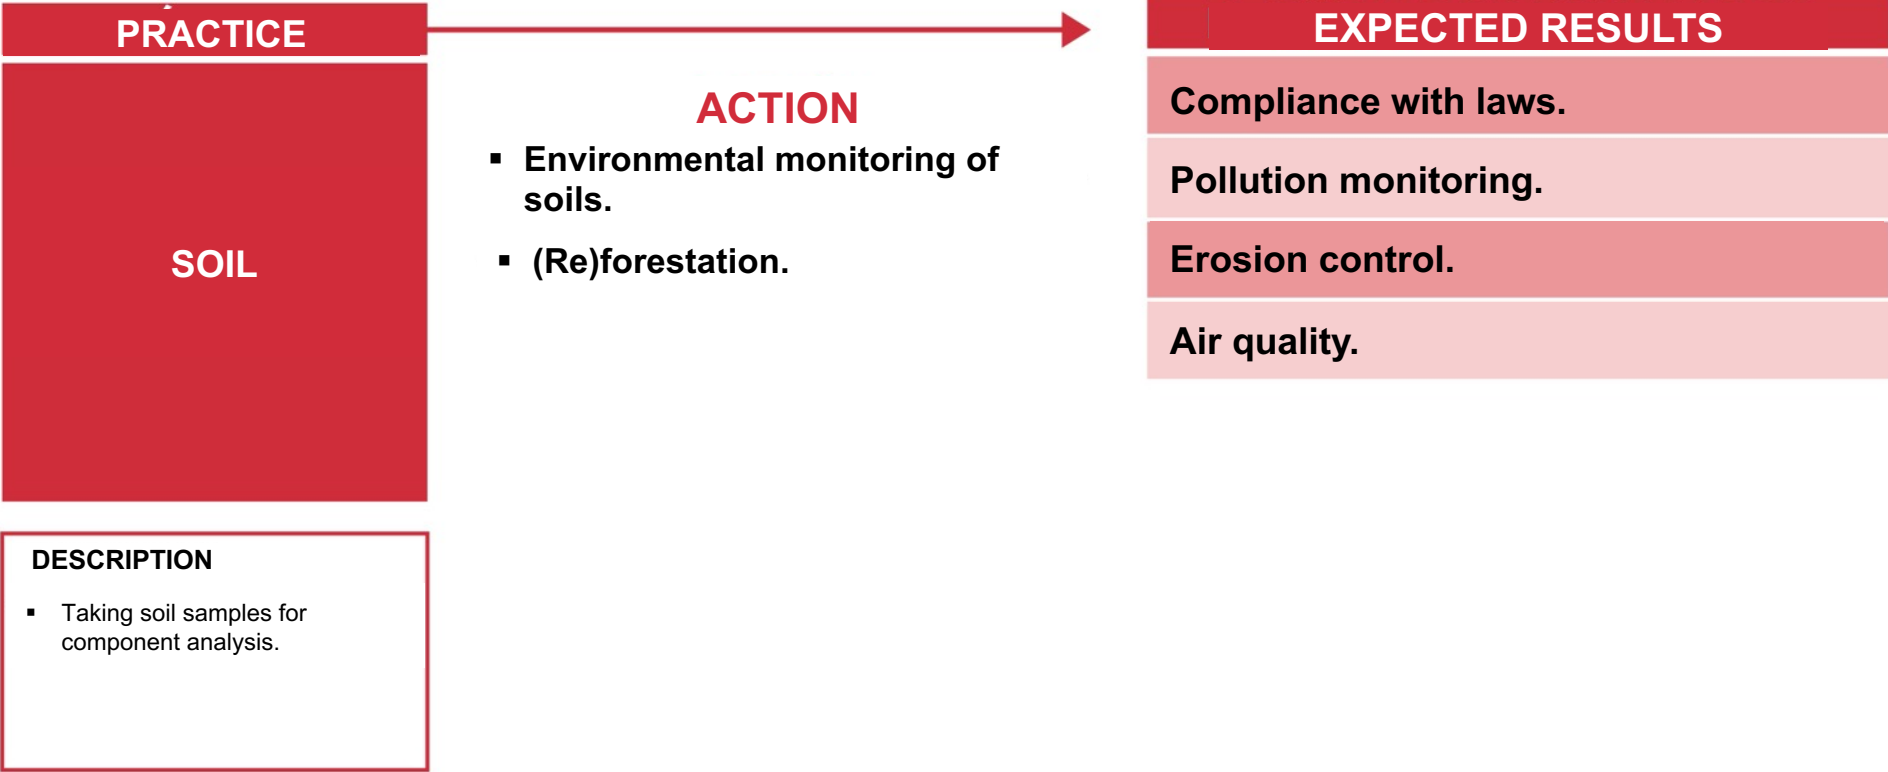 PRACTICE
SOIL
DESCRIPTION
▪ Taking soil samples for
component analysis.
ACTION
▪ Environmental monitoring of
soils.
▪ (Re)forestation.
EXPECTED RESULTS
Compliance with laws.
Pollution monitoring.
Erosion control.
Air quality.